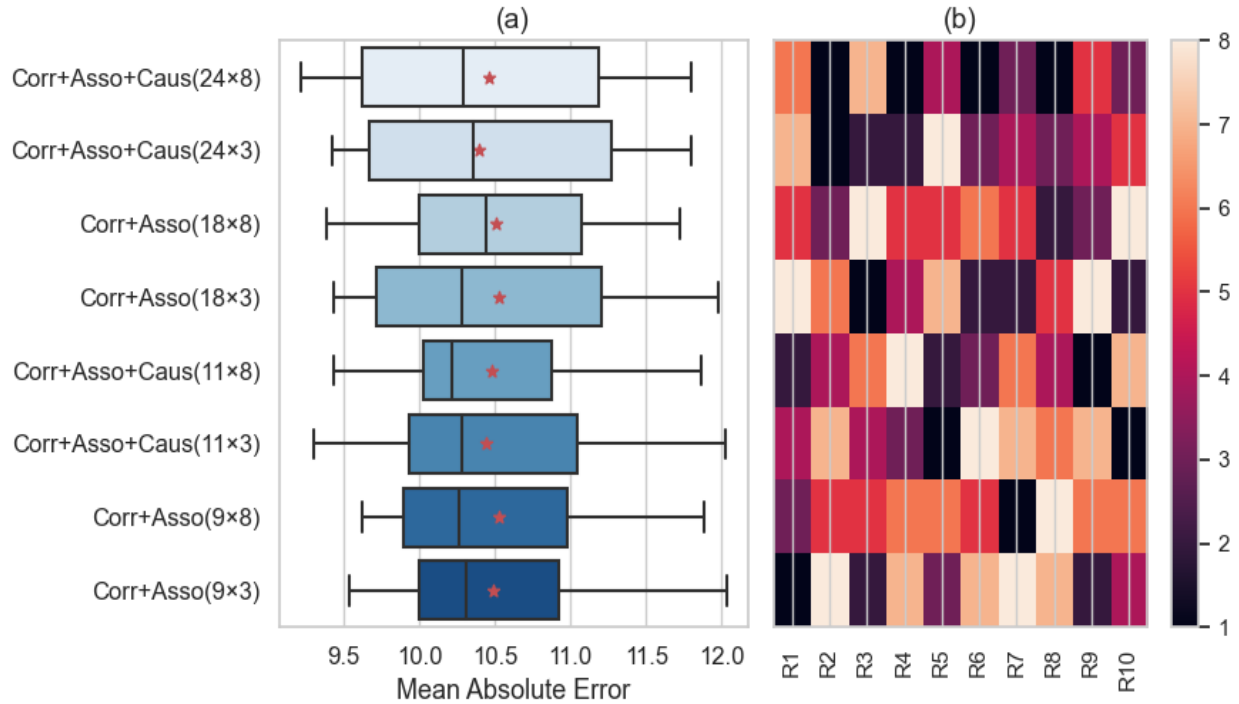 (a)
(b)
Corr+Asso+Caus(24×8)
Corr+Asso+Caus(24×3)
Corr+Asso(18×8)
Corr+Asso(18×3)
Corr+Asso+Caus(11×8)
Corr+Asso+Caus(11×3)
Corr+Asso(9×8)
Corr+Asso(9×3)
9.5 10.0 10.5 11.0 11.5 12.0
Mean Absolute Error
R1 R2 R3 R4 R5 R6 R7 R8 R9 R10
8
7
6
5
4
3
2
1